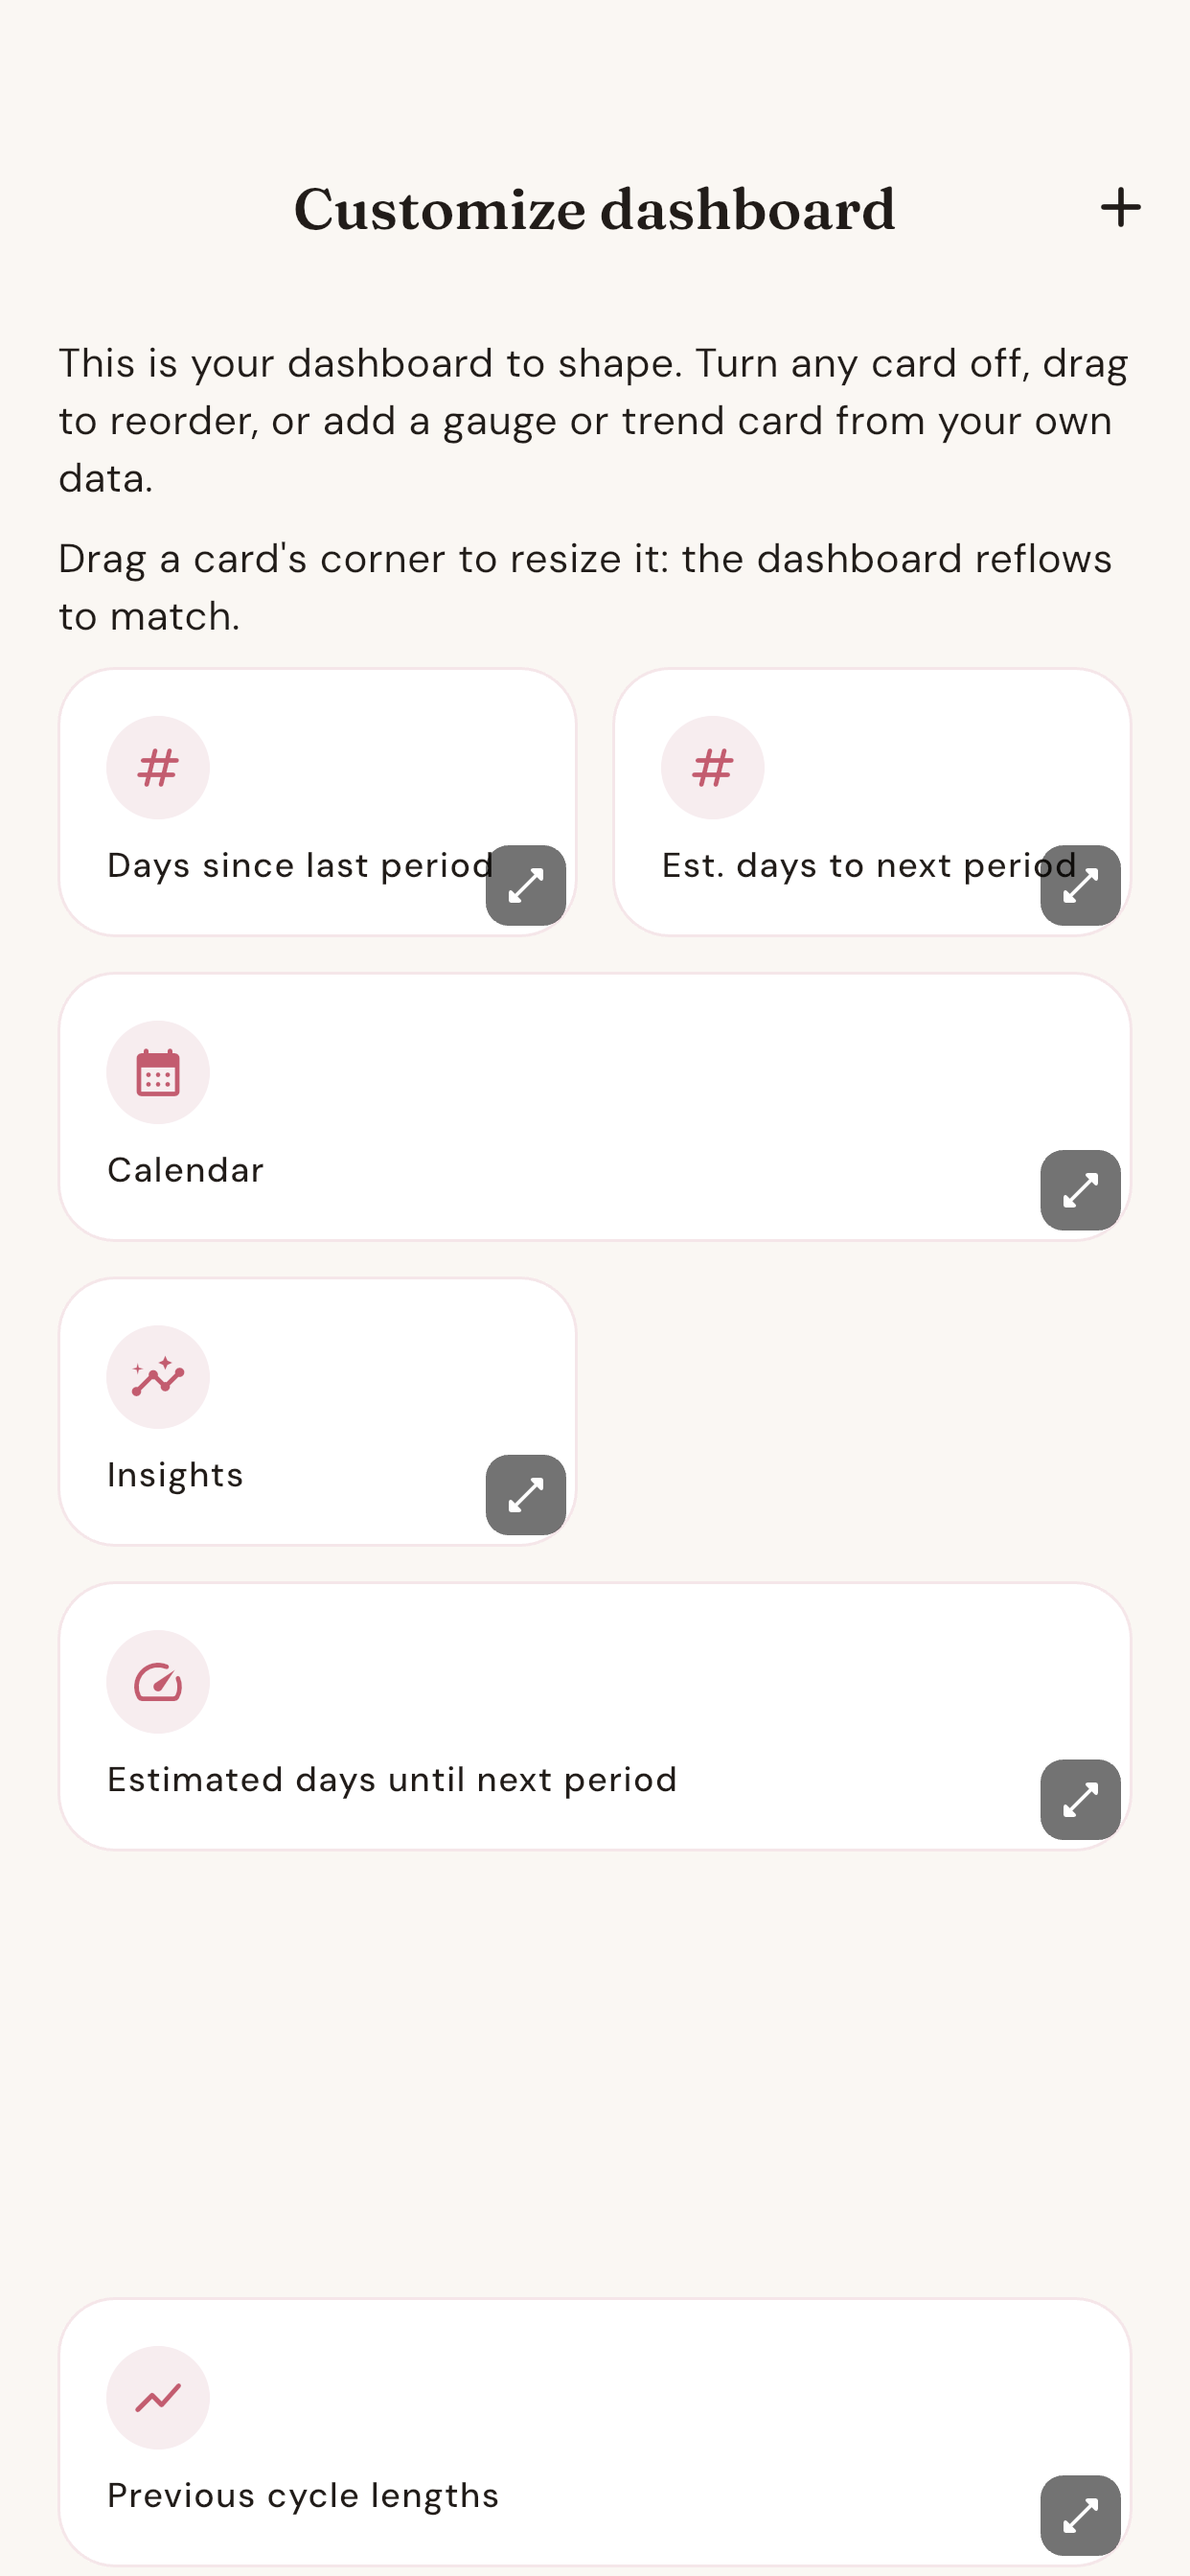 Customize dashboard
This is your dashboard to shape. Turn any card off, drag
to reorder, or add a gauge or trend card from your own
data.
Drag a card's corner to resize it: the dashboard reflows
to match.
Days since last period
Est. days to next period
Calendar
Insights
Estimated days until next period
Previous cycle lengths